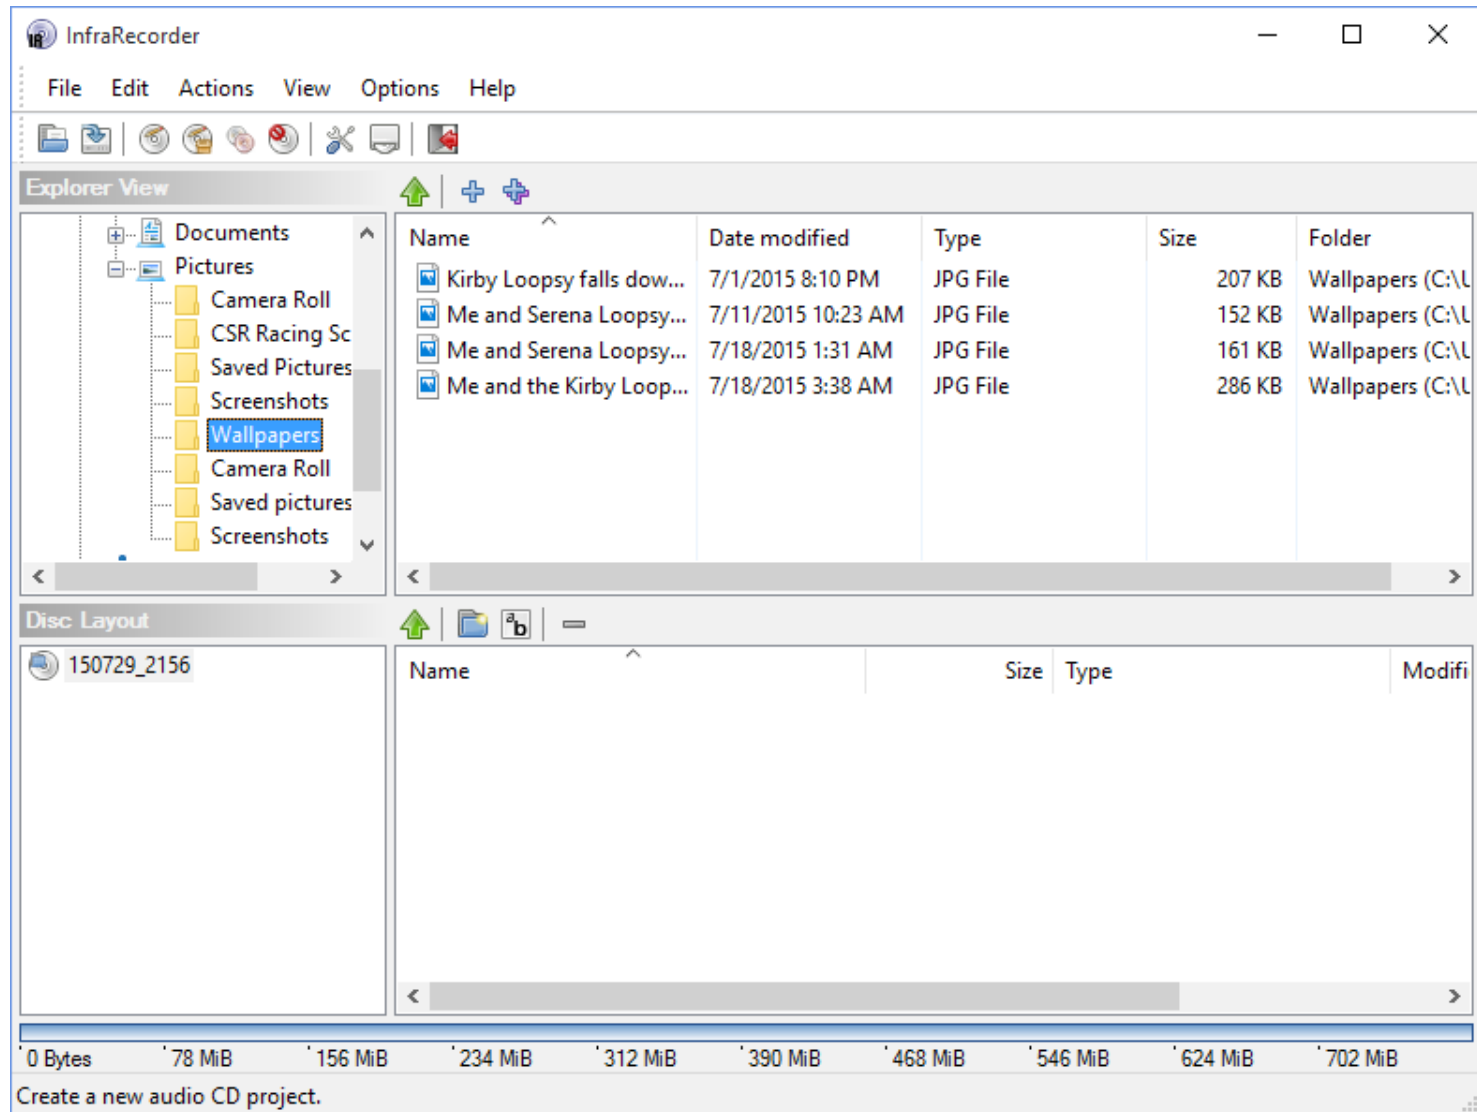 InfraRecorder
File Edit Actions View Options Help
Explorer View
Documents
Pictures
Camera Roll
CSR Racing Sc
Saved Pictures
Screenshots
Wallpapers
Camera Roll
Saved pictures
Screenshots
Name Date modified Type Size Folder
Kirby Loopsy falls dow... 7/1/2015 8:10 PM JPG File 207 KB Wallpapers (C:\U
Me and Serena Loopsy... 7/11/2015 10:23 AM JPG File 152 KB Wallpapers (C:\U
Me and Serena Loopsy... 7/18/2015 1:31 AM JPG File 161 KB Wallpapers (C:\U
Me and the Kirby Loop... 7/18/2015 3:38 AM JPG File 286 KB Wallpapers (C:\U
Disc Layout
150729_2156
Name Size Type Modifi
0 Bytes 78 MiB 156 MiB 234 MiB 312 MiB 390 MiB 468 MiB 546 MiB 624 MiB 702 MiB
Create a new audio CD project.